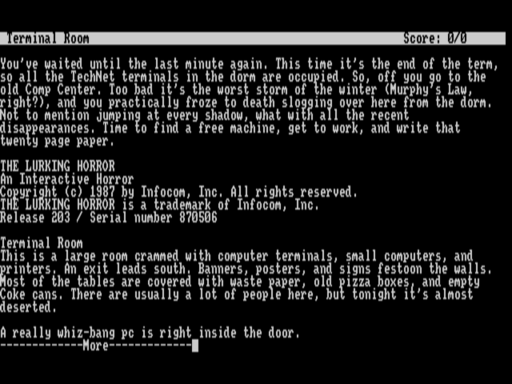 Terminal Room Score: 0/0
You've waited until the last minute again. This time it's the end of the term,
so all the TechNet terminals in the dorm are occupied. So, off you go to the
old Comp Center. Too bad it's the worst storm of the winter (Murphy's Law,
right?), and you practically froze to death slogging over here from the dorm.
Not to mention jumping at every shadow, what with all the recent
disappearances. Time to find a free machine, get to work, and write that
twenty page paper.
THE LURKING HORROR
An Interactive Horror
Copyright (c) 1987 by Infocom, Inc. All rights reserved.
THE LURKING HORROR is a trademark of Infocom, Inc.
Release 203 / Serial number 870506
Terminal Room
This is a large room crammed with computer terminals, small computers, and
printers. An exit leads south. Banners, posters, and signs festoon the walls.
Most of the tables are covered with waste paper, old pizza boxes, and empty
Coke cans. There are usually a lot of people here, but tonight it's almost
deserted.
A really whiz-bang pc is right inside the door.
-------------More-------------